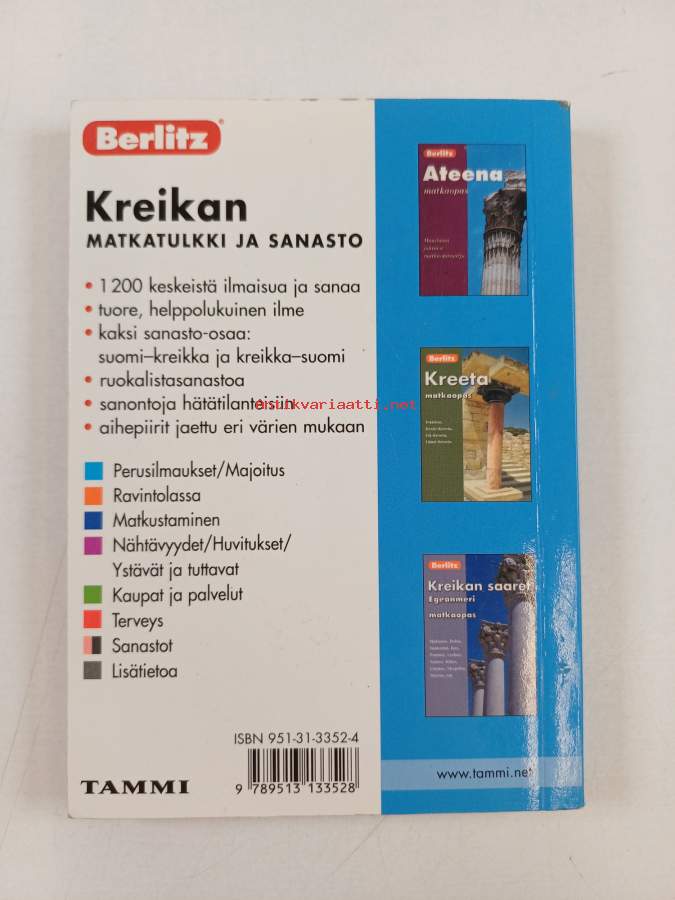 Berlitz
Kreikan
MATKATULKKI JA SANASTO
• 1200 keskeistä ilmaisua ja sanaa
• tuore, helppolukuinen ilme
• kaksi sanasto-osaa:
suomi–kreikka ja kreikka–suomi
• ruokalistasanastoa
• sanontoja hätätilanteisiin
• aihepiirit jaettu eri värien mukaan
antikvariaatti.net
Perusilmaukset/Majoitus
Ravintolassa
Matkustaminen
Nähtävyydet/Huvitukset/
Ystävät ja tuttavat
Kaupat ja palvelut
Terveys
Sanastot
Lisätietoa
ISBN 951-31-3352-4
9 789513 133528
TAMMI
Berlitz
Ateena
matkaopas
Berlitz
Kreeta
matkaopas
Berlitz
Kreikan saaret
Egeanmeri
matkaopas
www.tammi.net